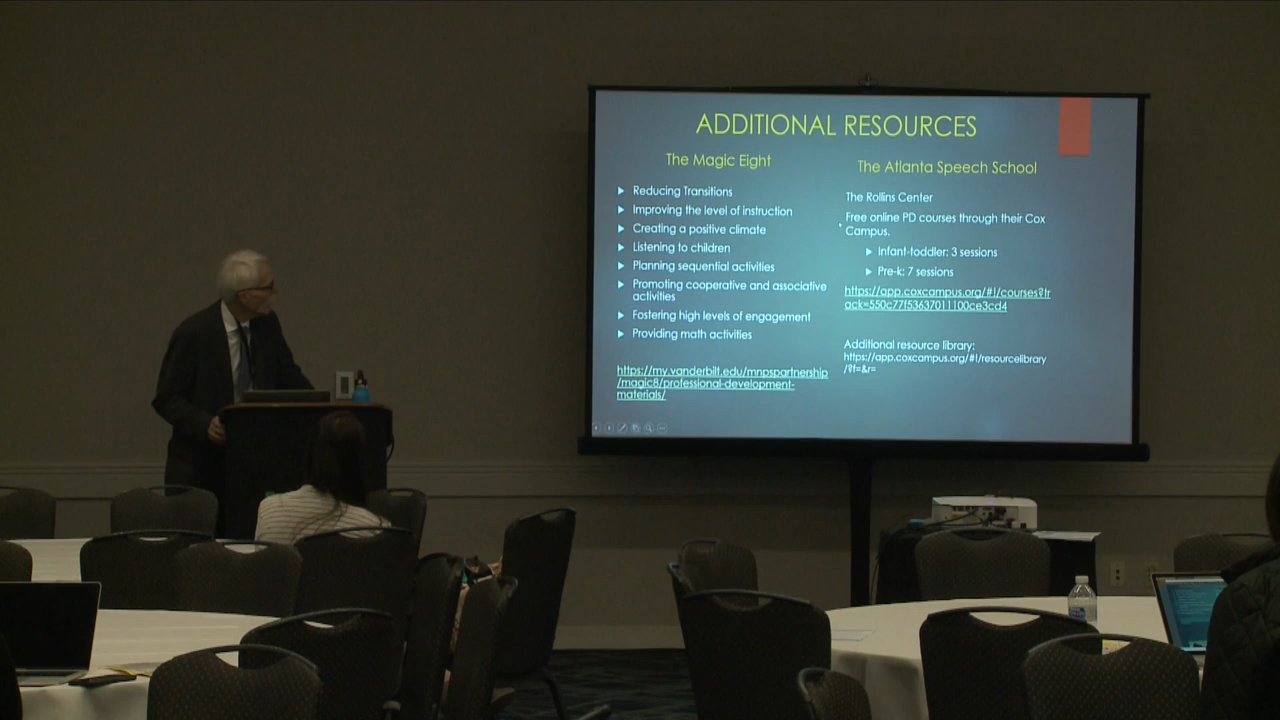 ADDITIONAL RESOURCES
The Magic Eight
Reducing Transitions
Improving the level of instruction
Creating a positive climate
Listening to children
Planning sequential activities
Promoting cooperative and associative
activities
Fostering high levels of engagement
Providing math activities
https://my.vanderbilt.edu/mnpspartnership
/magic8/professional-development-
materials/
The Atlanta Speech School
The Rollins Center
Free online PD courses through their Cox
Campus.
Infant-toddler: 3 sessions
Pre-k: 7 sessions
https://app.coxcampus.org/#!/courses?tr
ack=550c77f53637011100ce3cd4
Additional resource library:
https://app.coxcampus.org/#!/resourcelibrary
/?f=&r=